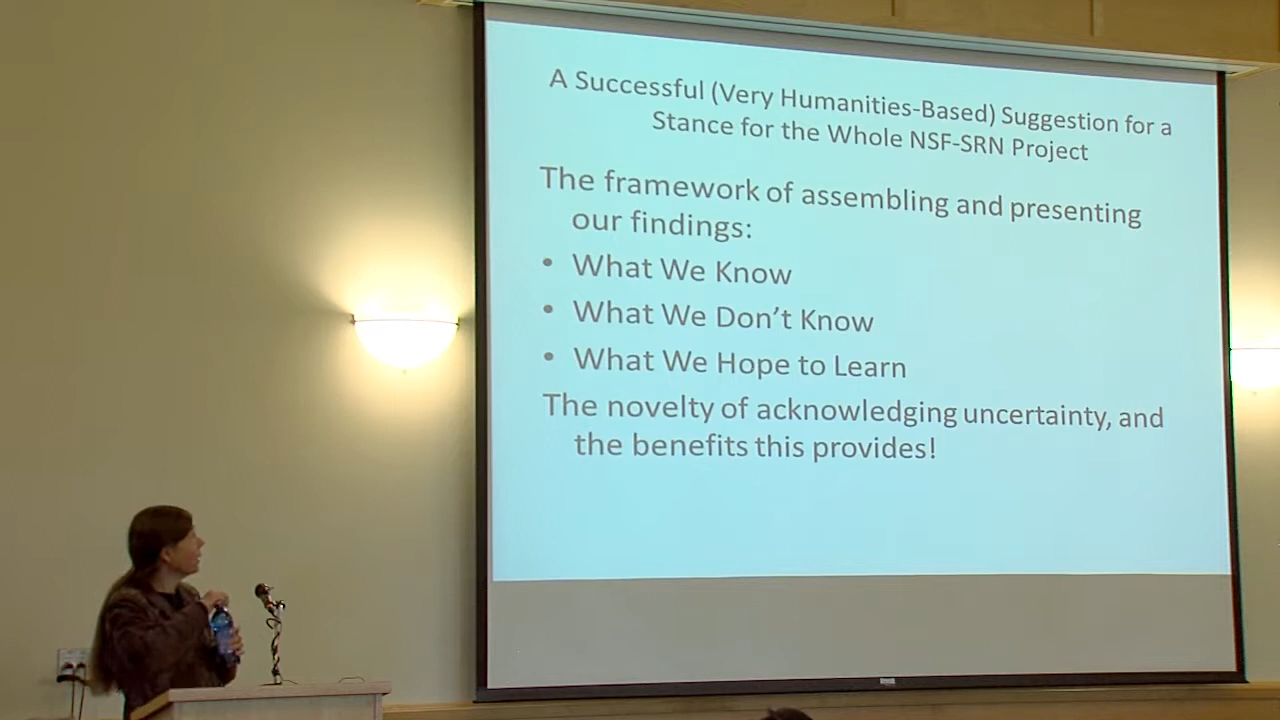 A Successful (Very Humanities-Based) Suggestion for a
Stance for the Whole NSF-SRN Project
The framework of assembling and presenting
our findings:
• What We Know
• What We Don't Know
• What We Hope to Learn
The novelty of acknowledging uncertainty, and
the benefits this provides!